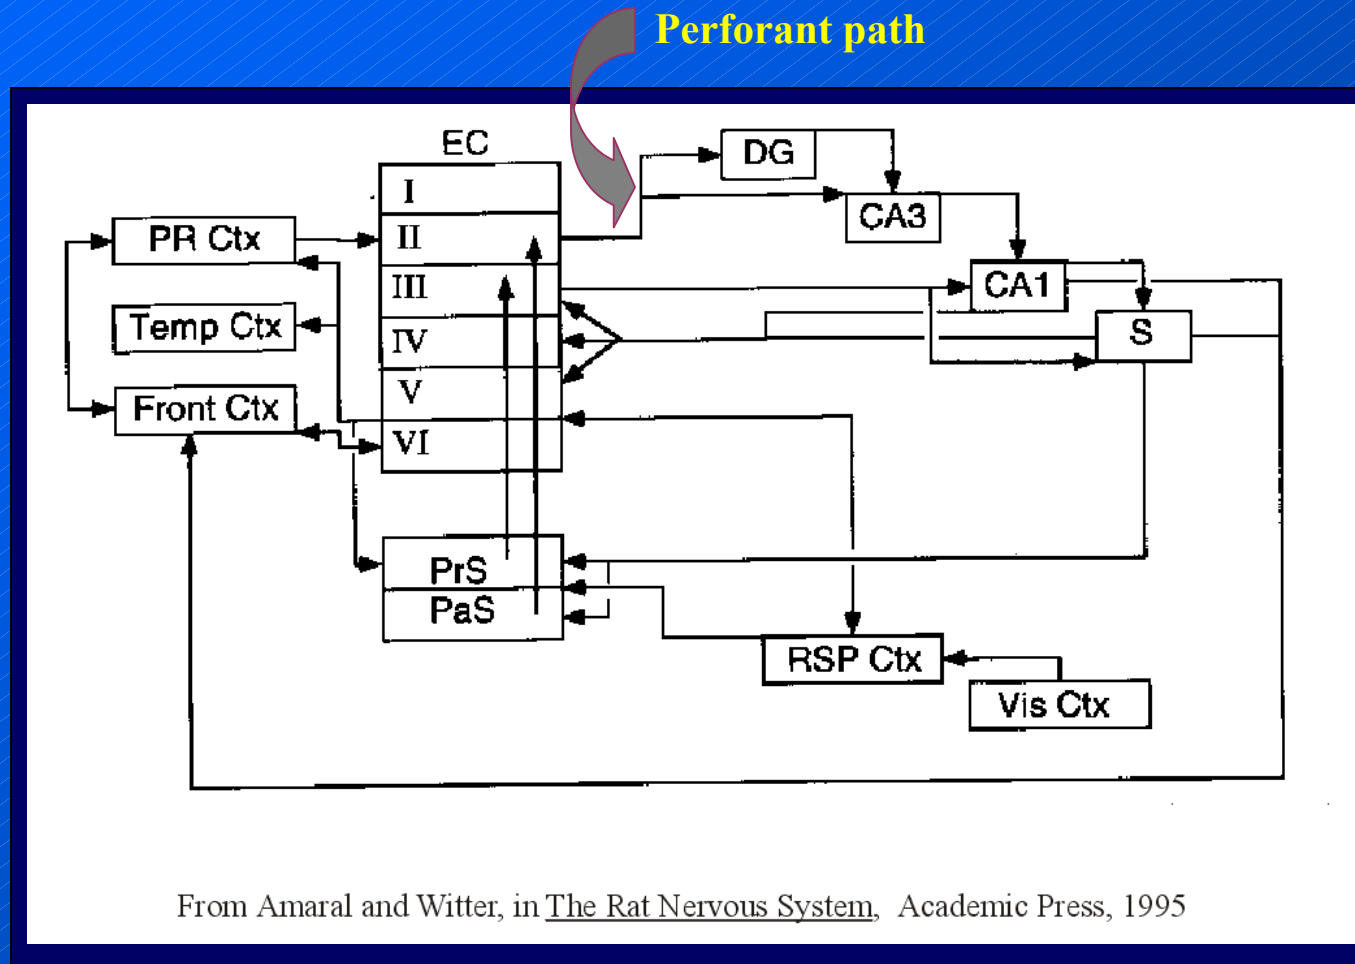 Perforant path
EC
I
II
III
IV
V
VI
DG
CA3
CA1
S
PR Ctx
Temp Ctx
Front Ctx
PrS
PaS
RSP Ctx
Vis Ctx
From Amaral and Witter, in The Rat Nervous System, Academic Press, 1995